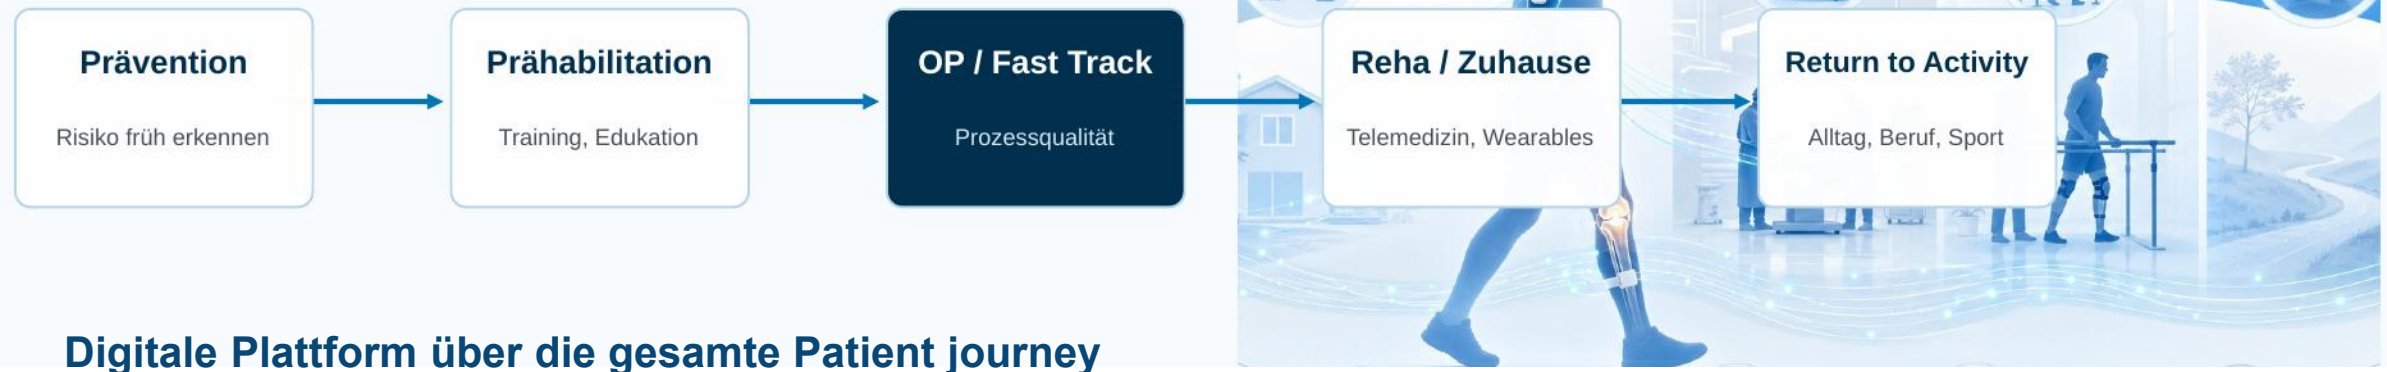 Prävention
Risiko früh erkennen
Prähabilitation
Training, Edukation
OP / Fast Track
Prozessqualität
Reha / Zuhause
Telemedizin, Wearables
Return to Activity
Alltag, Beruf, Sport
Digitale Plattform über die gesamte Patient journey